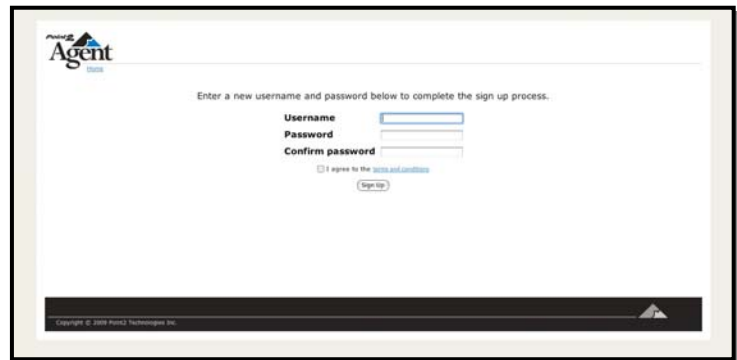 Point2
Agent
Home
Enter a new username and password below to complete the sign up process.
Username
Password
Confirm password
I agree to the terms and conditions
Sign Up
Copyright © 2009 Point2 Technologies Inc.